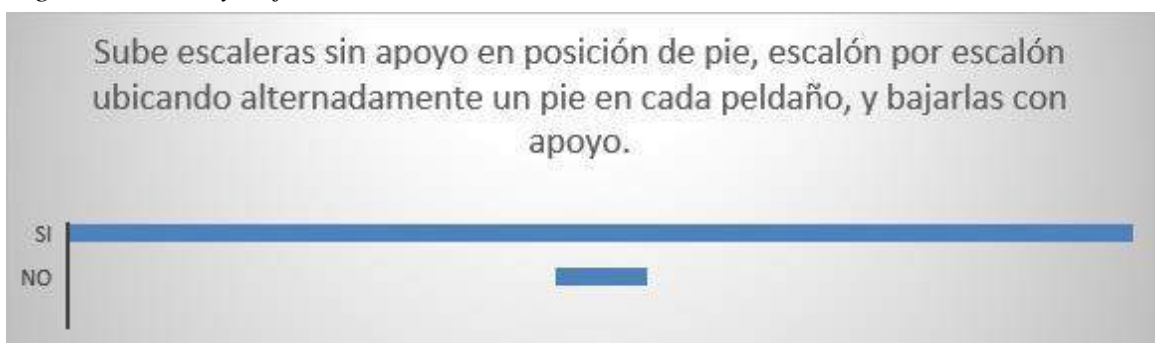 Sube escaleras sin apoyo en posición de pie, escalón por escalón
ubicando alternadamente un pie en cada peldaño, y bajarlas con
apoyo.
SI
NO